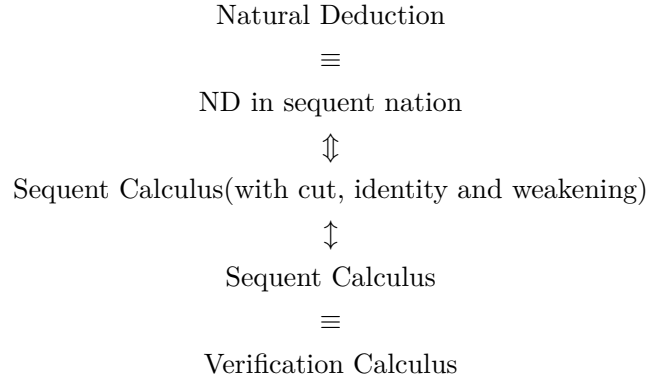 Natural Deduction
≡
ND in sequent nation
⇕
Sequent Calculus(with cut, identity and weakening)
↕
Sequent Calculus
≡
Verification Calculus